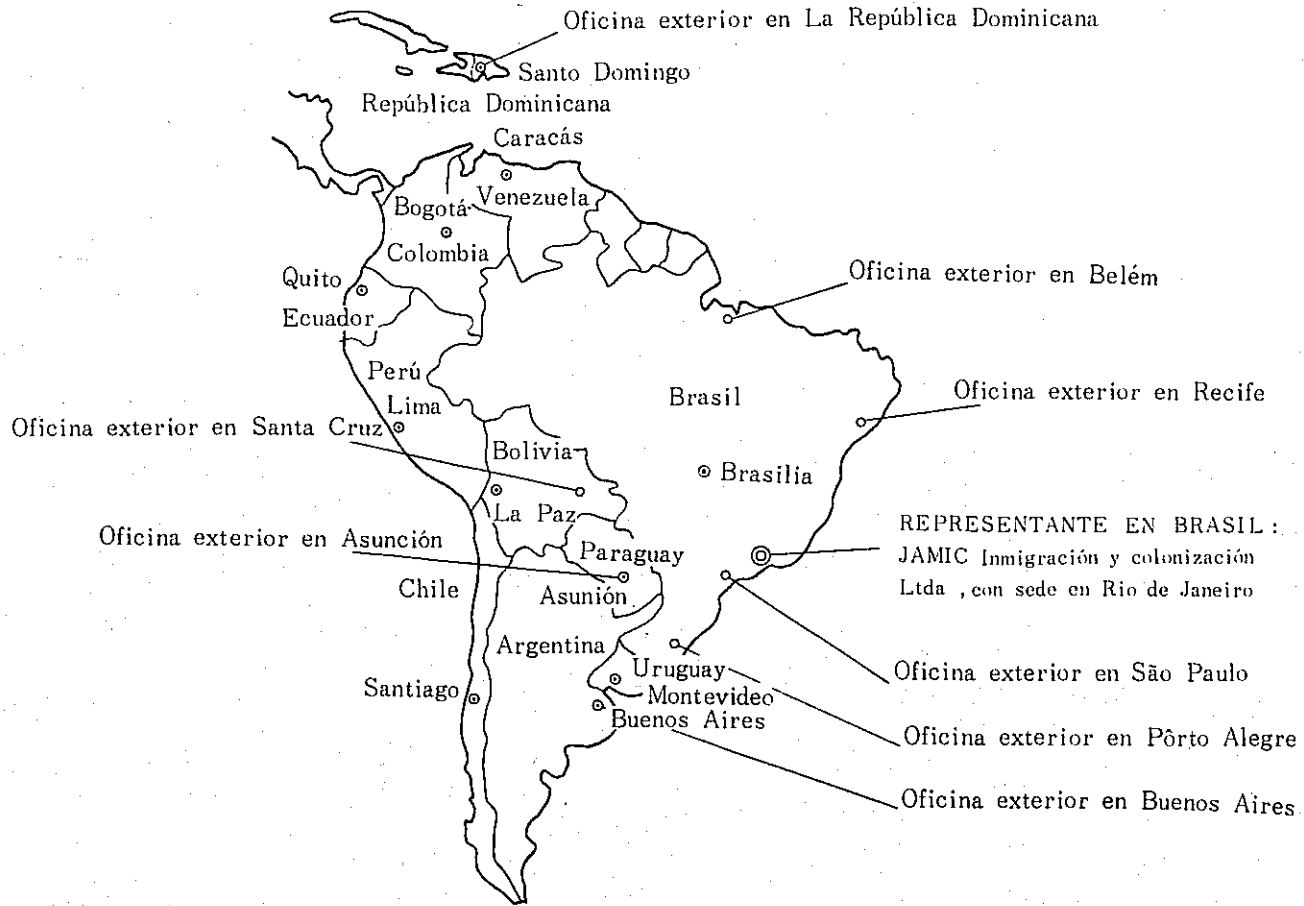 Oficina exterior en La República Dominicana
Santo Domingo
República Dominicana
Caracás
Venezuela
Bogotá
Colombia
Quito
Ecuador
Oficina exterior en Belém
Perú
Lima
Brasil
Oficina exterior en Recife
Oficina exterior en Santa Cruz
Bolivia
Brasilia
La Paz
Oficina exterior en Asunción
Paraguay
REPRESENTANTE EN BRASIL:
JAMIC Inmigración y colonización
Ltda , con sede en Rio de Janeiro
Chile
Asunión
Argentina
Uruguay
Oficina exterior en São Paulo
Santiago
Montevideo
Buenos Aires
Oficina exterior en Pôrto Alegre
Oficina exterior en Buenos Aires